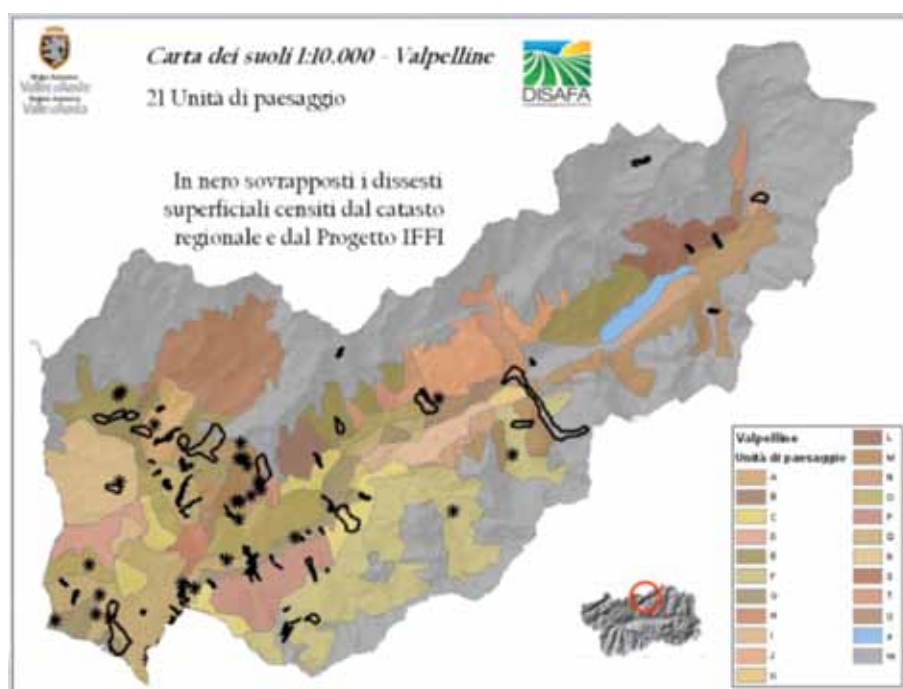 Carta dei suoli 1:10.000 - Valpelline
21 Unità di paesaggio
DISAFA
In nero sovrapposti i dissesti
superficiali censiti dal catasto
regionale e dal Progetto IFFI
Valpelline
Unità di paesaggio
A
B
C
E
F
I
J
L
M
O
P
Q
S
T